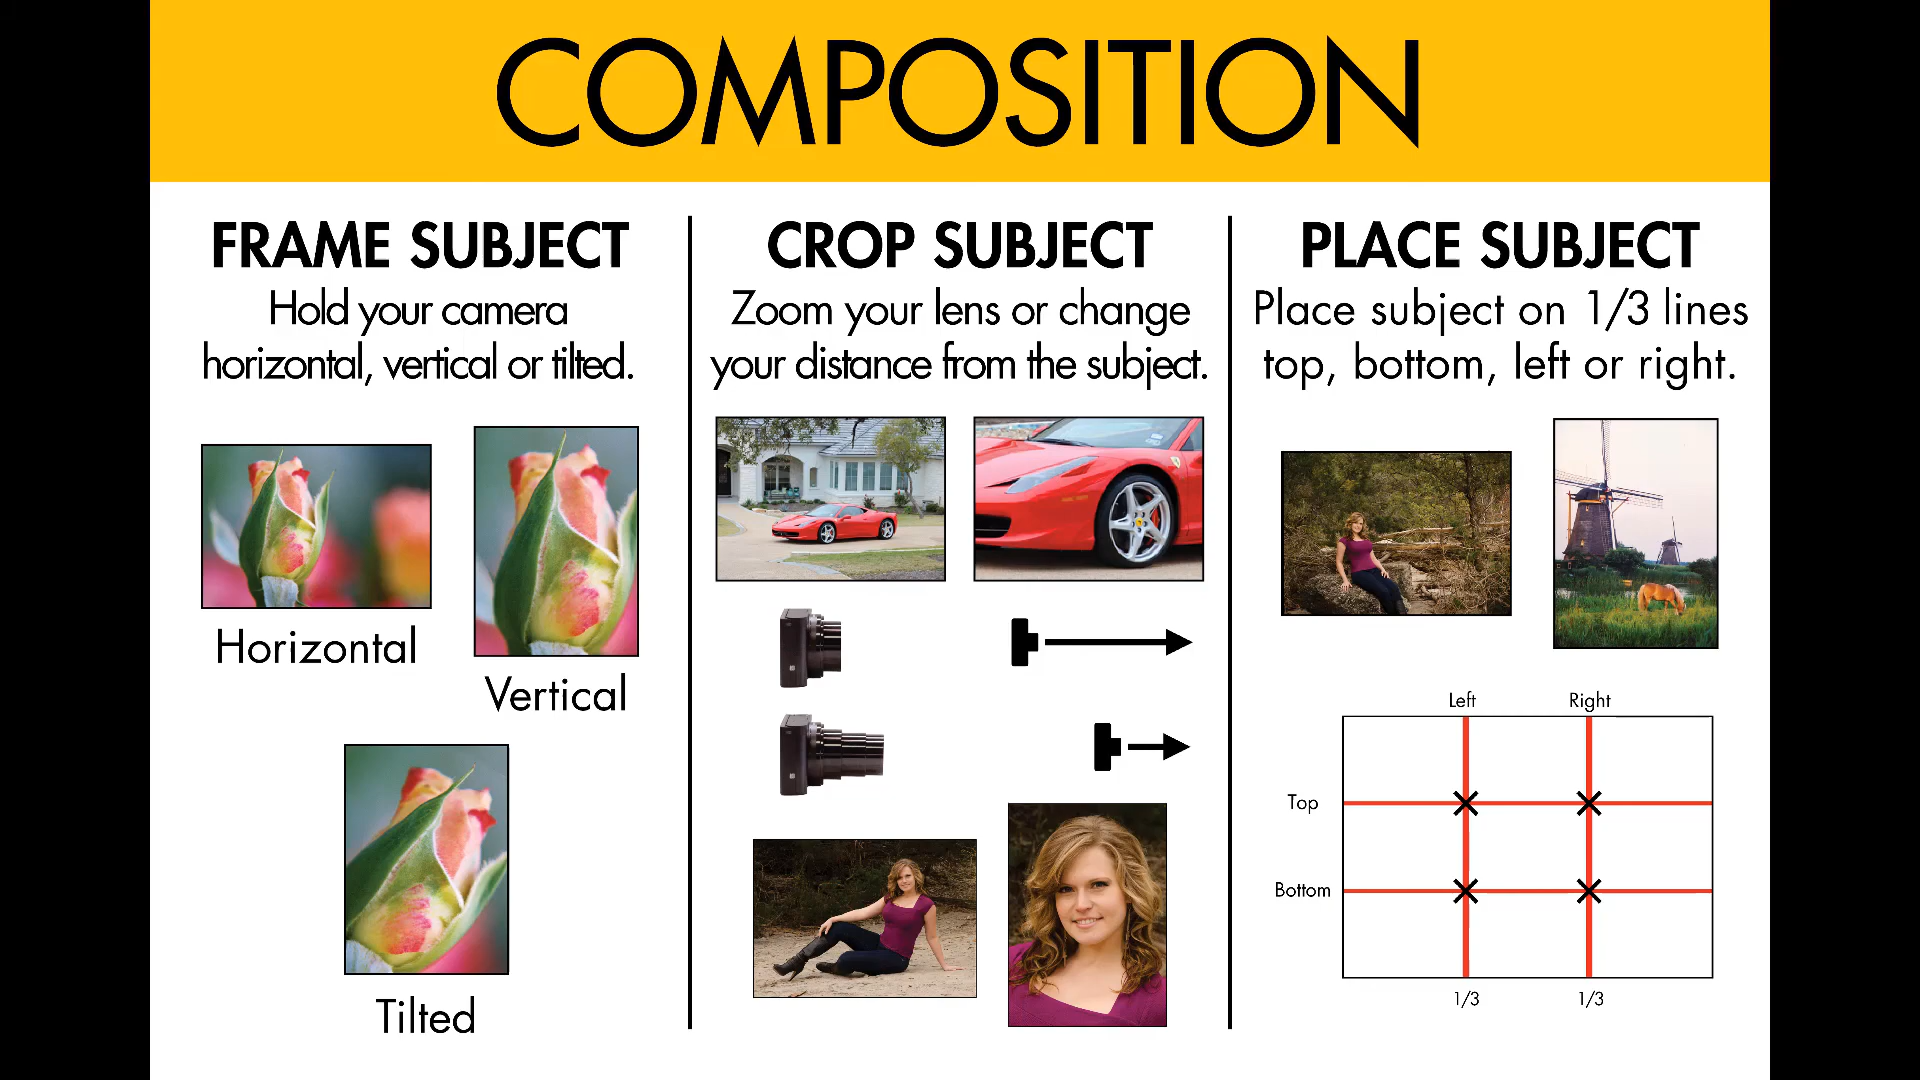 COMPOSITION
FRAME SUBJECT
Hold your camera
horizontal, vertical or tilted.
Horizontal
Vertical
Tilted
CROP SUBJECT
Zoom your lens or change
your distance from the subject.
PLACE SUBJECT
Place subject on 1/3 lines
top, bottom, left or right.
Left
Right
Top
Bottom
1/3
1/3